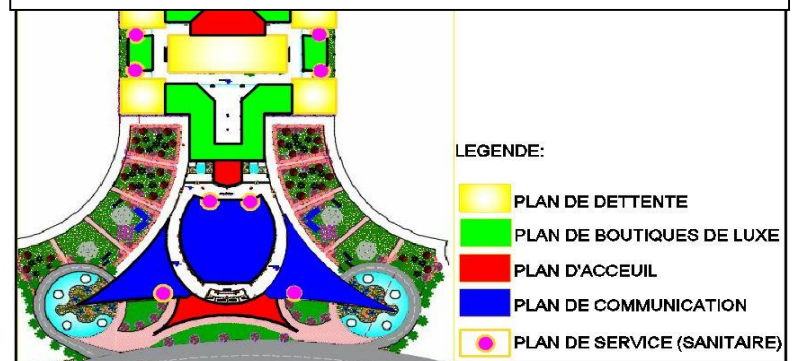 LEGENDE:
PLAN DE DETTENTE
PLAN DE BOUTIQUES DE LUXE
PLAN D'ACCEUIL
PLAN DE COMMUNICATION
PLAN DE SERVICE (SANITAIRE)